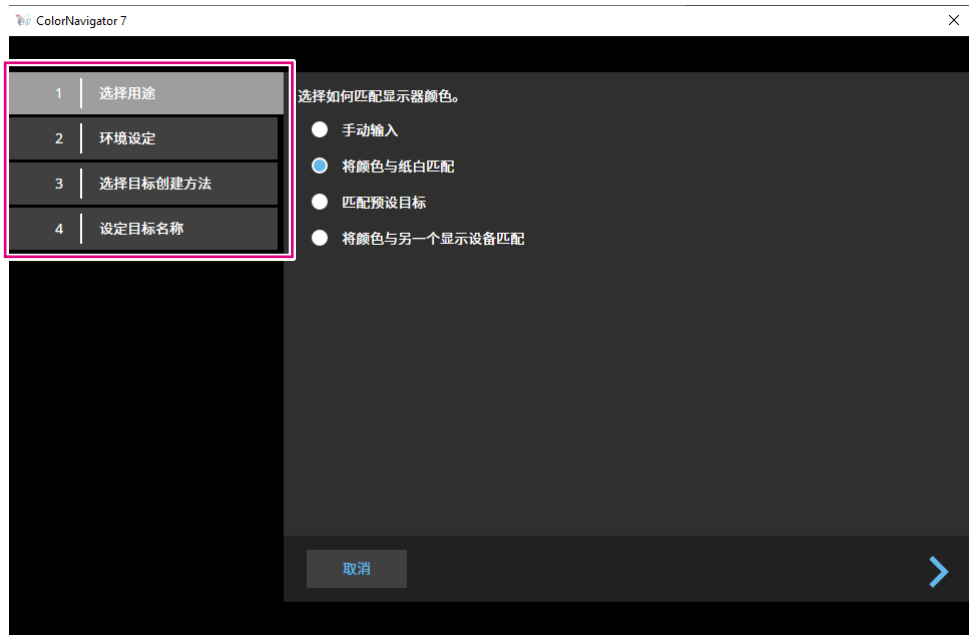 ColorNavigator 7
1 选择用途
2 环境设定
3 选择目标创建方法
4 设定目标名称
选择如何匹配显示器颜色。
手动输入
将颜色与纸白匹配
匹配预设目标
将颜色与另一个显示设备匹配
取消